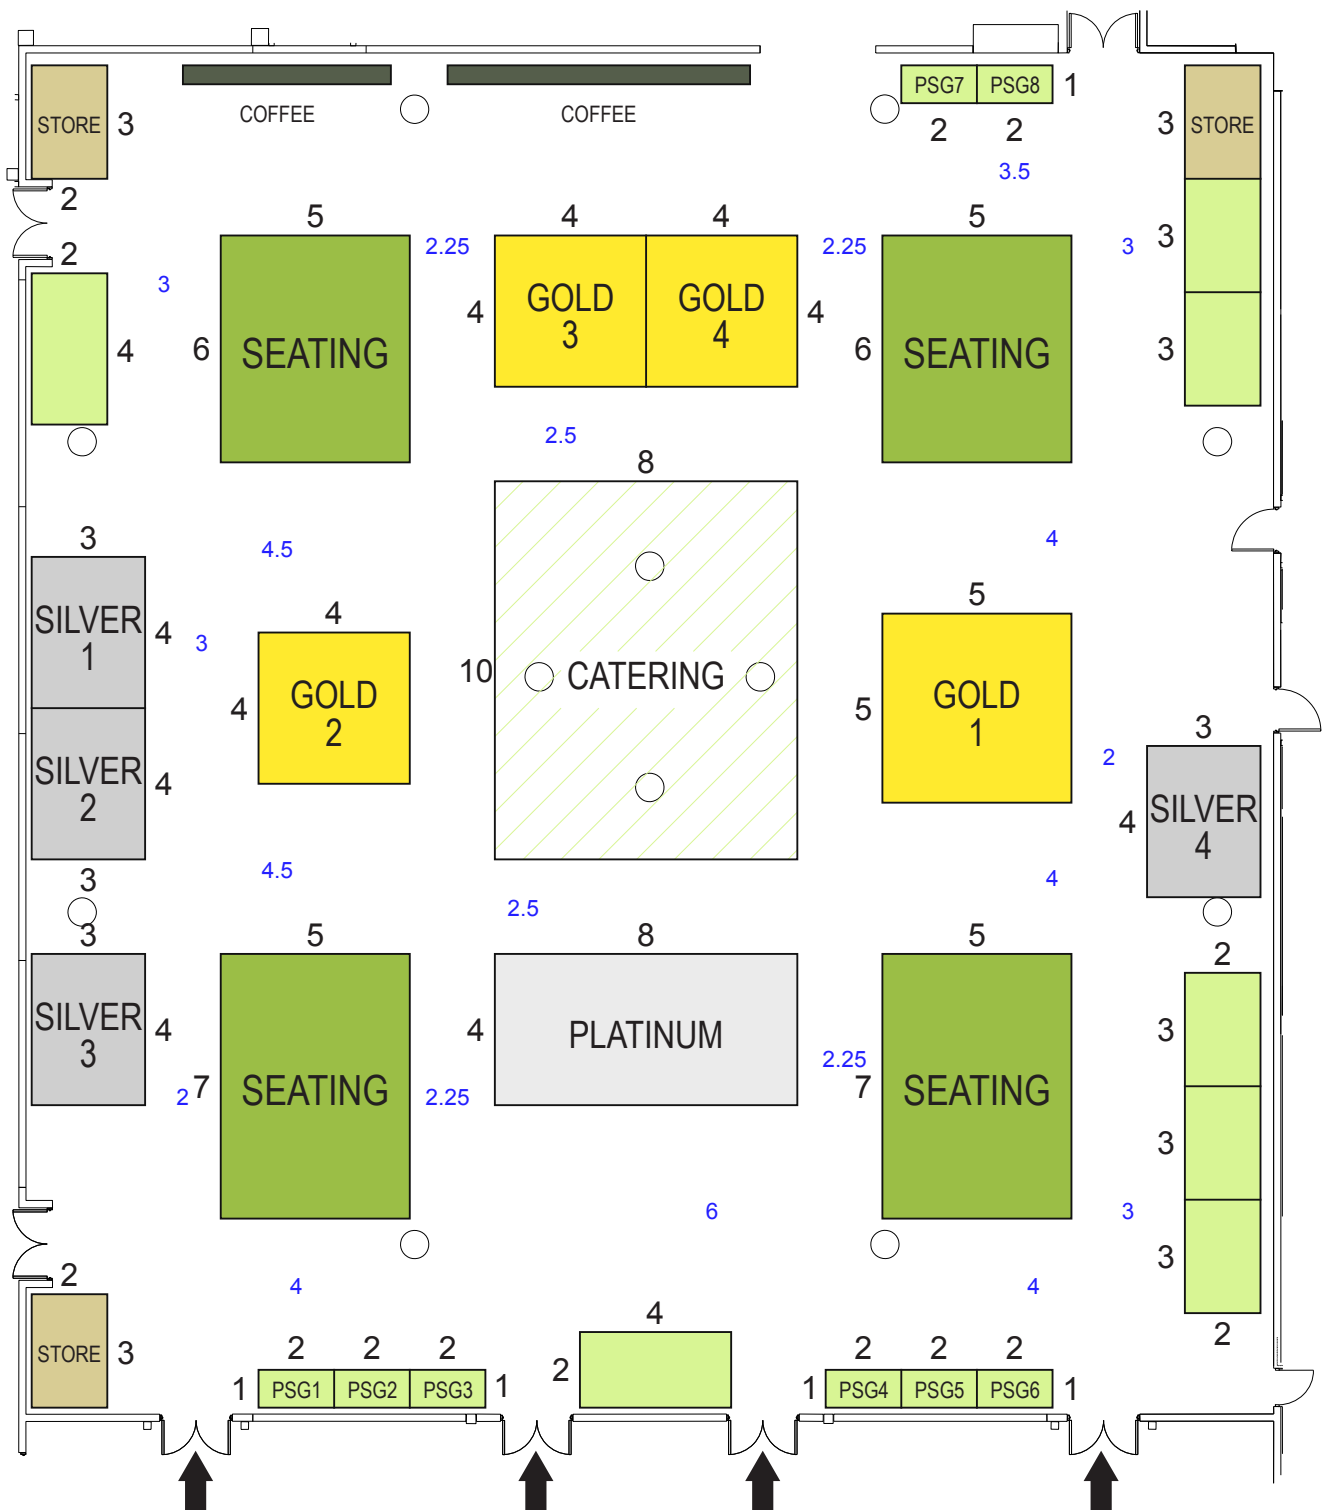 PSG7 PSG8 1
STORE 3 COFFEE COFFEE 2 2 3 STORE
3.5
2
5 4 4 5
2 2.25 2.25 3 3
3
GOLD 3 GOLD 4
4 4
4 6 SEATING 6 SEATING 3
2.5
8
3
4.5 4
5
4
SILVER 1 4 3
10 CATERING
4 GOLD 2 5 GOLD 1
3
2
SILVER 2 4
4 SILVER 4
4.5 4
3
2.5
3 5 8 5 2
SILVER 3 4 4 PLATINUM 3
2.25
2 7 SEATING 2.25 7 SEATING
3
6 3
3
2 4 4
4 2
STORE 3 2 2 2 2 2 2 2
1 PSG1 PSG2 PSG3 1 1 PSG4 PSG5 PSG6 1